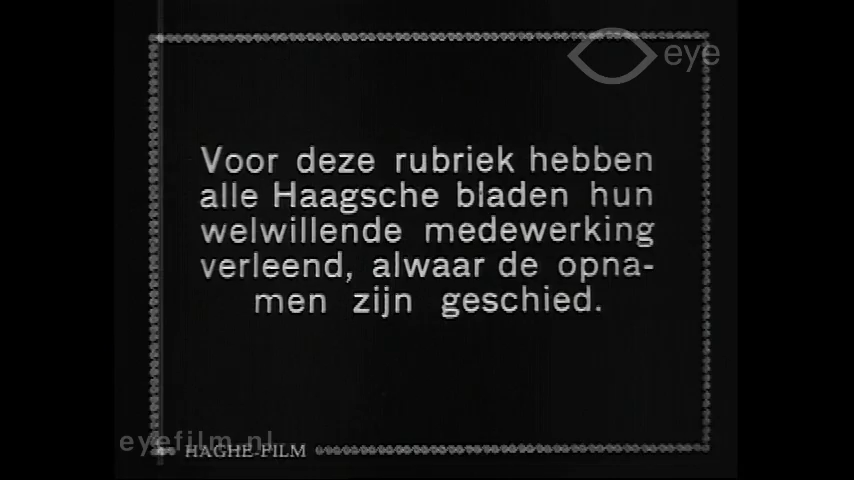 eye
Voor deze rubriek hebben
alle Haagsche bladen hun
welwillende medewerking
verleend, alwaar de opna-
men zijn geschied.
eyefilm.nl
HAGHE-FILM